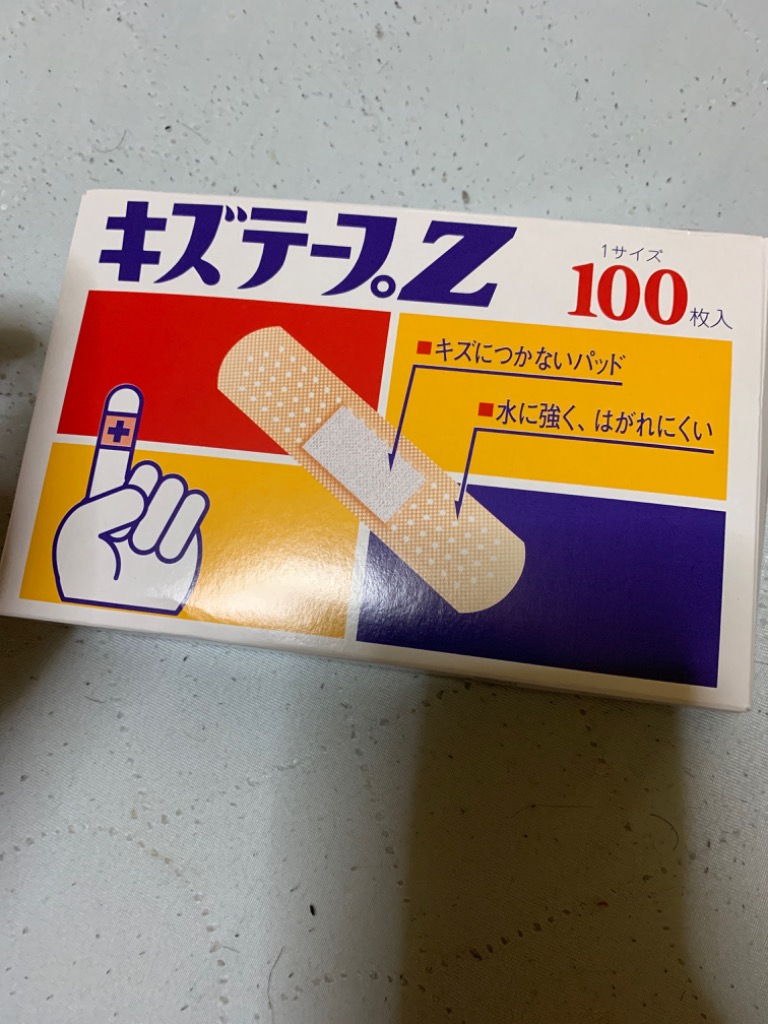 キズテープ。Z
1サイズ
100枚入
■キズにつかないパッド
■水に強く、はがれにくい